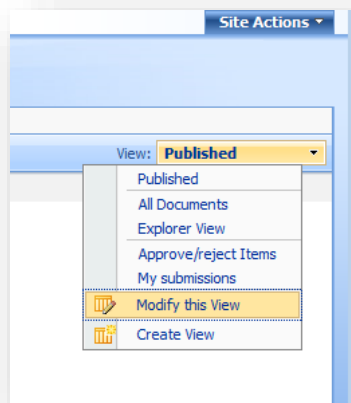 Site Actions
View: Published
Published
All Documents
Explorer View
Approve/reject Items
My submissions
Modify this View
Create View